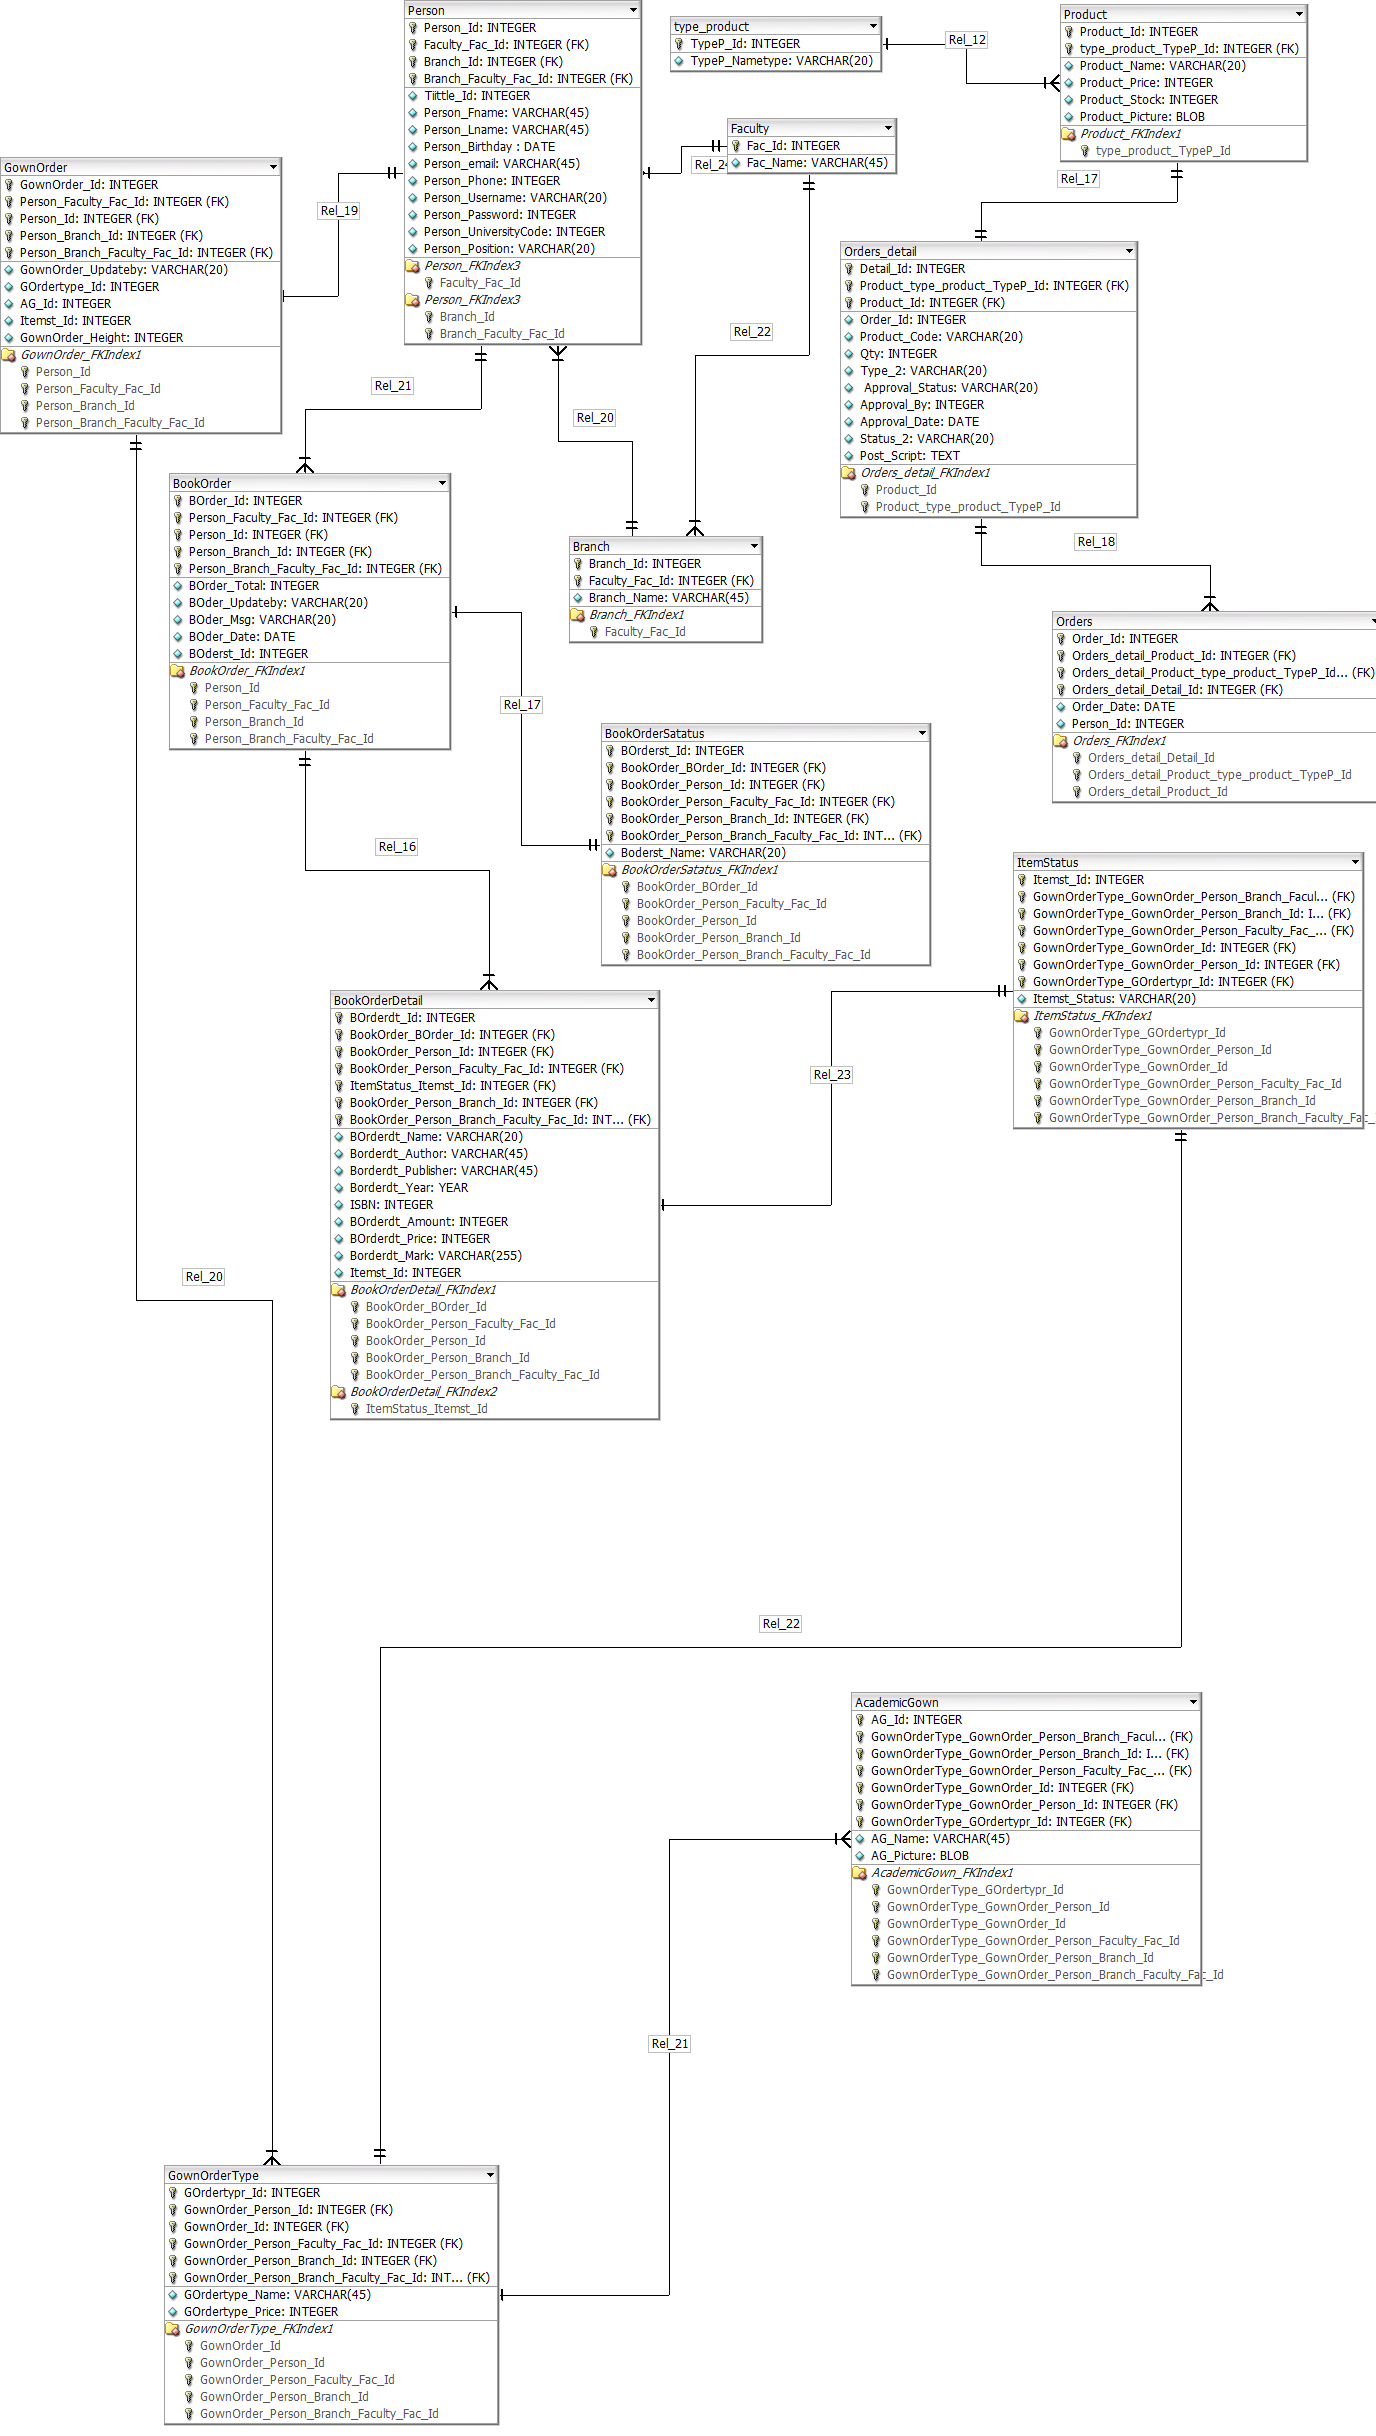 Person
Person_Id: INTEGER
Faculty_Fac_Id: INTEGER (FK)
Branch_Id: INTEGER (FK)
Branch_Faculty_Fac_Id: INTEGER (FK)
Tiittle_Id: INTEGER
Person_Fname: VARCHAR(45)
Person_Lname: VARCHAR(45)
Person_Birthday : DATE
Person_email: VARCHAR(45)
Person_Phone: INTEGER
Person_Username: VARCHAR(20)
Person_Password: INTEGER
Person_UniversityCode: INTEGER
Person_Position: VARCHAR(20)
Person_FKIndex3
Faculty_Fac_Id
Person_FKIndex3
Branch_Id
Branch_Faculty_Fac_Id
type_product
TypeP_Id: INTEGER
TypeP_Nametype: VARCHAR(20)
Rel_12
Product
Product_Id: INTEGER
type_product_TypeP_Id: INTEGER (FK)
Product_Name: VARCHAR(20)
Product_Price: INTEGER
Product_Stock: INTEGER
Product_Picture: BLOB
Product_FKIndex1
type_product_TypeP_Id
Rel_17
Faculty
Fac_Id: INTEGER
Fac_Name: VARCHAR(45)
GownOrder
GownOrder_Id: INTEGER
Person_Faculty_Fac_Id: INTEGER (FK)
Person_Id: INTEGER (FK)
Person_Branch_Id: INTEGER (FK)
Person_Branch_Faculty_Fac_Id: INTEGER (FK)
GownOrder_Updateby: VARCHAR(20)
GOrdertype_Id: INTEGER
AG_Id: INTEGER
Itemst_Id: INTEGER
GownOrder_Height: INTEGER
GownOrder_FKIndex1
Person_Id
Person_Faculty_Fac_Id
Person_Branch_Id
Person_Branch_Faculty_Fac_Id
Rel_19
Orders_detail
Detail_Id: INTEGER
Product_type_product_TypeP_Id: INTEGER (FK)
Product_Id: INTEGER (FK)
Order_Id: INTEGER
Product_Code: VARCHAR(20)
Qty: INTEGER
Type_2: VARCHAR(20)
Approval_Status: VARCHAR(20)
Approval_By: INTEGER
Approval_Date: DATE
Status_2: VARCHAR(20)
Post_Script: TEXT
Orders_detail_FKIndex1
Product_Id
Product_type_product_TypeP_Id
Rel_22
Rel_21
Rel_20
Rel_18
BookOrder
BOrder_Id: INTEGER
Person_Faculty_Fac_Id: INTEGER (FK)
Person_Id: INTEGER (FK)
Person_Branch_Id: INTEGER (FK)
Person_Branch_Faculty_Fac_Id: INTEGER (FK)
BOrder_Total: INTEGER
BOder_Updateby: VARCHAR(20)
BOder_Msg: VARCHAR(20)
BOder_Date: DATE
BOderst_Id: INTEGER
BookOrder_FKIndex1
Person_Id
Person_Faculty_Fac_Id
Person_Branch_Id
Person_Branch_Faculty_Fac_Id
Branch
Branch_Id: INTEGER
Faculty_Fac_Id: INTEGER (FK)
Branch_Name: VARCHAR(45)
Branch_FKIndex1
Faculty_Fac_Id
Orders
Order_Id: INTEGER
Orders_detail_Product_Id: INTEGER (FK)
Orders_detail_Product_type_product_TypeP_Id... (FK)
Orders_detail_Detail_Id: INTEGER (FK)
Order_Date: DATE
Person_Id: INTEGER
Orders_FKIndex1
Orders_detail_Detail_Id
Orders_detail_Product_type_product_TypeP_Id
Orders_detail_Product_Id
Rel_17
BookOrderSatatus
BOrderst_Id: INTEGER
BookOrder_BOrder_Id: INTEGER (FK)
BookOrder_Person_Id: INTEGER (FK)
BookOrder_Person_Faculty_Fac_Id: INTEGER (FK)
BookOrder_Person_Branch_Id: INTEGER (FK)
BookOrder_Person_Branch_Faculty_Fac_Id: INT... (FK)
Boderst_Name: VARCHAR(20)
BookOrderSatatus_FKIndex1
BookOrder_BOrder_Id
BookOrder_Person_Faculty_Fac_Id
BookOrder_Person_Id
BookOrder_Person_Branch_Id
BookOrder_Person_Branch_Faculty_Fac_Id
Rel_16
ItemStatus
Itemst_Id: INTEGER
GownOrderType_GownOrder_Person_Branch_Facul... (FK)
GownOrderType_GownOrder_Person_Branch_Id: I... (FK)
GownOrderType_GownOrder_Person_Faculty_Fac_... (FK)
GownOrderType_GownOrder_Id: INTEGER (FK)
GownOrderType_GownOrder_Person_Id: INTEGER (FK)
GownOrderType_GOrdertypr_Id: INTEGER (FK)
Itemst_Status: VARCHAR(20)
ItemStatus_FKIndex1
GownOrderType_GOrdertypr_Id
GownOrderType_GownOrder_Person_Id
GownOrderType_GownOrder_Id
GownOrderType_GownOrder_Person_Faculty_Fac_Id
GownOrderType_GownOrder_Person_Branch_Id
GownOrderType_GownOrder_Person_Branch_Faculty_Fac_
BookOrderDetail
BOrderdt_Id: INTEGER
BookOrder_BOrder_Id: INTEGER (FK)
BookOrder_Person_Id: INTEGER (FK)
BookOrder_Person_Faculty_Fac_Id: INTEGER (FK)
ItemStatus_Itemst_Id: INTEGER (FK)
BookOrder_Person_Branch_Id: INTEGER (FK)
BookOrder_Person_Branch_Faculty_Fac_Id: INT... (FK)
BOrderdt_Name: VARCHAR(20)
Borderdt_Author: VARCHAR(45)
Borderdt_Publisher: VARCHAR(45)
Borderdt_Year: YEAR
ISBN: INTEGER
BOrderdt_Amount: INTEGER
BOrderdt_Price: INTEGER
Borderdt_Mark: VARCHAR(255)
Itemst_Id: INTEGER
BookOrderDetail_FKIndex1
BookOrder_BOrder_Id
BookOrder_Person_Faculty_Fac_Id
BookOrder_Person_Id
BookOrder_Person_Branch_Id
BookOrder_Person_Branch_Faculty_Fac_Id
BookOrderDetail_FKIndex2
ItemStatus_Itemst_Id
Rel_23
Rel_20
Rel_22
AcademicGown
AG_Id: INTEGER
GownOrderType_GownOrder_Person_Branch_Facul... (FK)
GownOrderType_GownOrder_Person_Branch_Id: I... (FK)
GownOrderType_GownOrder_Person_Faculty_Fac_... (FK)
GownOrderType_GownOrder_Id: INTEGER (FK)
GownOrderType_GownOrder_Person_Id: INTEGER (FK)
GownOrderType_GOrdertypr_Id: INTEGER (FK)
AG_Name: VARCHAR(45)
AG_Picture: BLOB
AcademicGown_FKIndex1
GownOrderType_GOrdertypr_Id
GownOrderType_GownOrder_Person_Id
GownOrderType_GownOrder_Id
GownOrderType_GownOrder_Person_Faculty_Fac_Id
GownOrderType_GownOrder_Person_Branch_Id
GownOrderType_GownOrder_Person_Branch_Faculty_Fac_Id
Rel_21
GownOrderType
GOrdertypr_Id: INTEGER
GownOrder_Person_Id: INTEGER (FK)
GownOrder_Id: INTEGER (FK)
GownOrder_Person_Faculty_Fac_Id: INTEGER (FK)
GownOrder_Person_Branch_Id: INTEGER (FK)
GownOrder_Person_Branch_Faculty_Fac_Id: INT... (FK)
GOrdertype_Name: VARCHAR(45)
GOrdertype_Price: INTEGER
GownOrderType_FKIndex1
GownOrder_Id
GownOrder_Person_Id
GownOrder_Person_Faculty_Fac_Id
GownOrder_Person_Branch_Id
GownOrder_Person_Branch_Faculty_Fac_Id